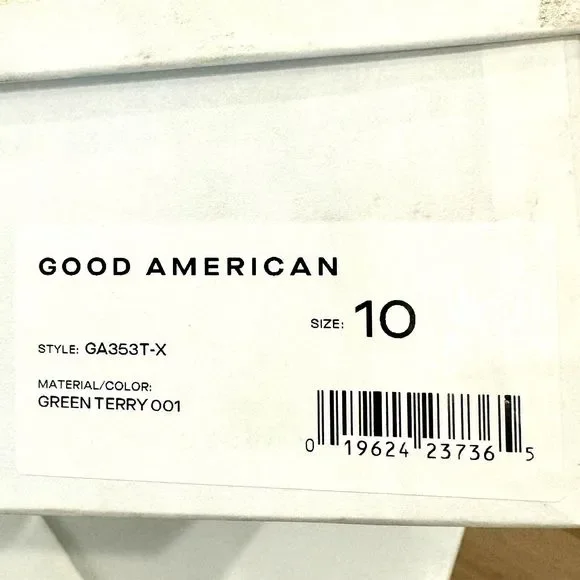 GOOD AMERICAN
SIZE: 10
STYLE: GA353T-X
MATERIAL/COLOR:
GREEN TERRY 001
0 19624 23736 5